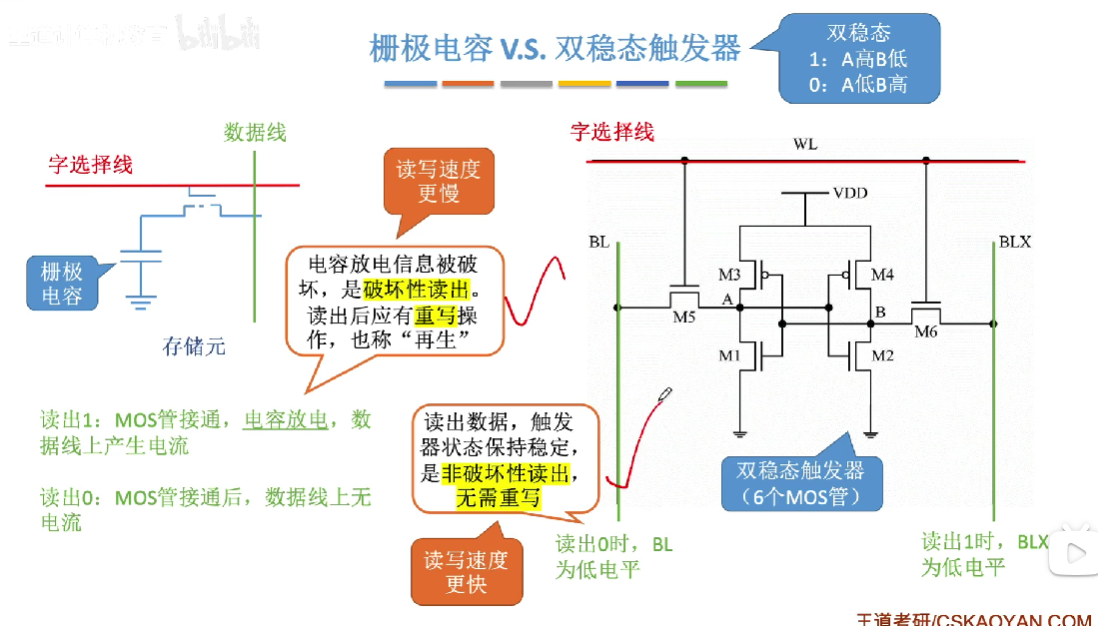 bilibili
栅极电容 V.S. 双稳态触发器
双稳态
1：A高B低
0：A低B高
数据线
字选择线
栅极
电容
存储元
读写速度
更慢
电容放电信息被破
坏，是破坏性读出。
读出后应有重写操
作，也称“再生”
读出1：MOS管接通，电容放电，数
据线上产生电流
读出0：MOS管接通后，数据线上无
电流
读出数据，触发
器状态保持稳定，
是非破坏性读出，
无需重写
读写速度
更快
字选择线
WL
VDD
BL
BLX
M3
M4
A
B
M5
M6
M1
M2
双稳态触发器
（6个MOS管）
读出0时，BL
为低电平
读出1时，BLX
为低电平
王道考研/CSKAOYAN.COM